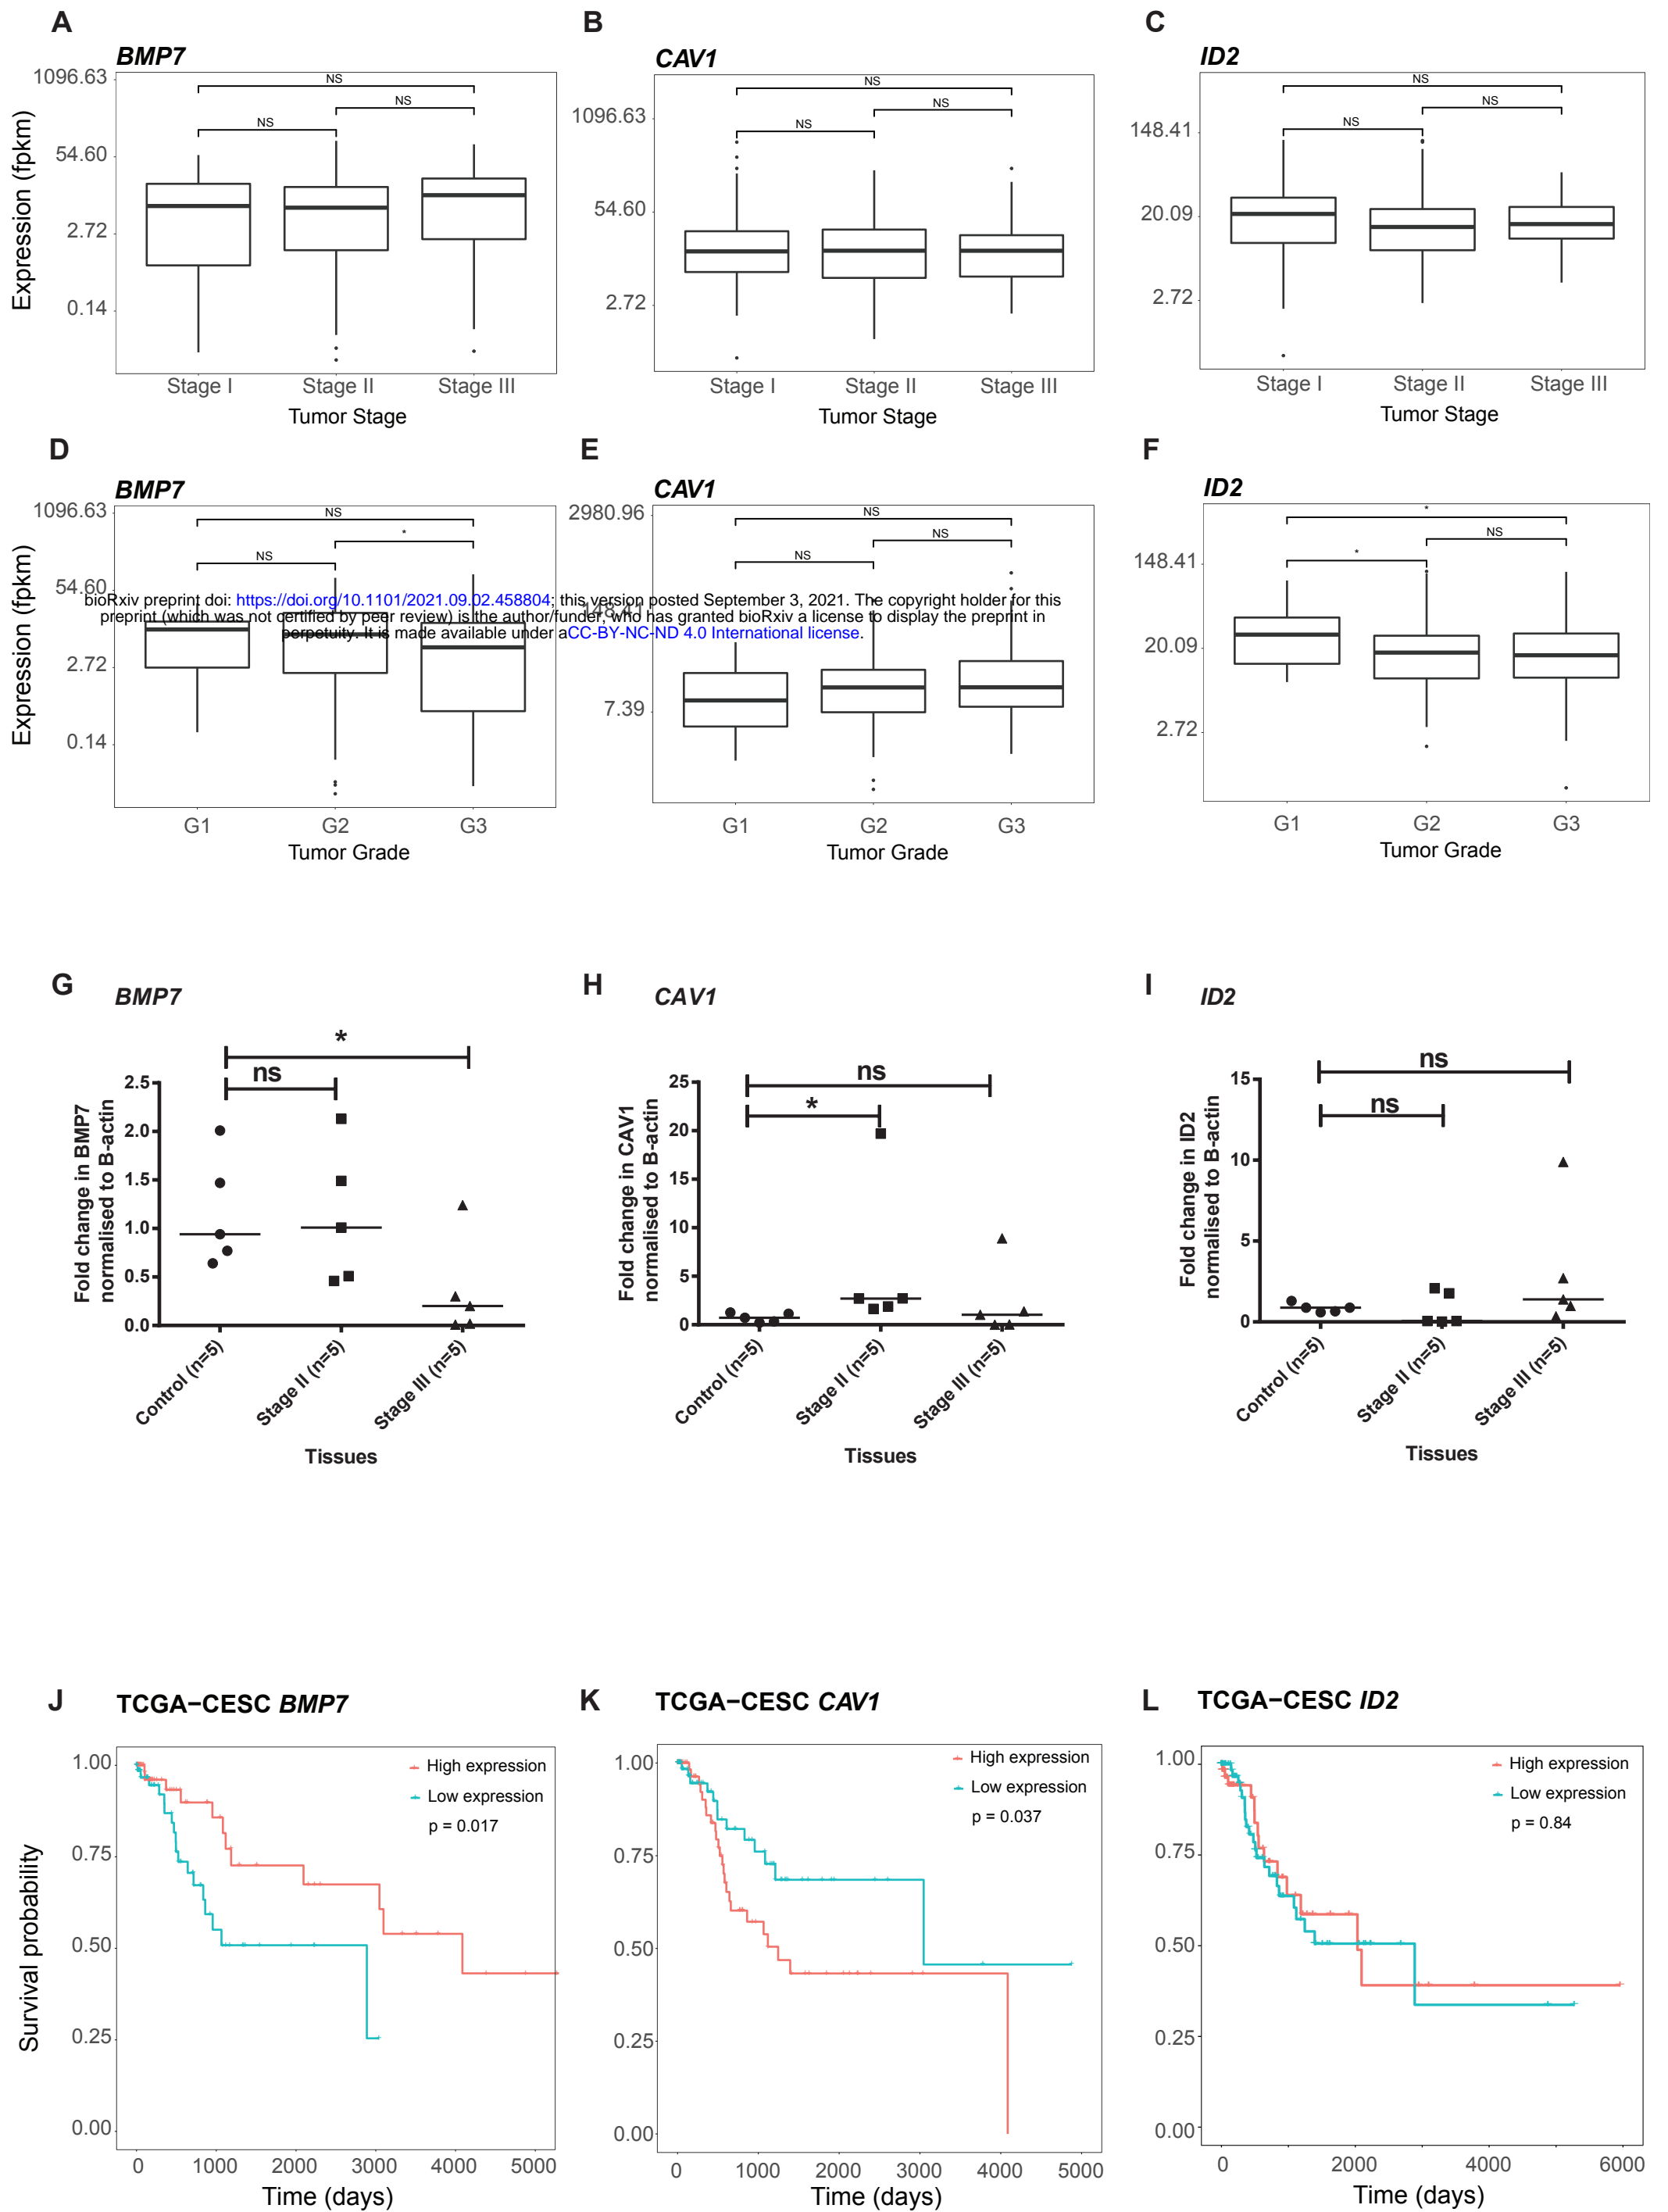 A
B
C
BMP7
CAV1
ID2
Expression (fpkm)
1096.63
54.60
2.72
0.14
NS
NS
NS
Stage I
Stage II
Stage III
Tumor Stage
1096.63
54.60
2.72
NS
NS
NS
Stage I
Stage II
Stage III
Tumor Stage
148.41
20.09
2.72
NS
NS
NS
Stage I
Stage II
Stage III
Tumor Stage
D
E
F
BMP7
CAV1
ID2
Expression (fpkm)
1096.63
54.60
2.72
0.14
NS
*
NS
G1
G2
G3
Tumor Grade
2980.96
148.41
7.39
NS
NS
NS
G1
G2
G3
Tumor Grade
148.41
20.09
2.72
*
*
NS
G1
G2
G3
Tumor Grade
bioRxiv preprint doi: https://doi.org/10.1101/2021.09.02.458804; this version posted September 3, 2021. The copyright holder for this
preprint (which was not certified by peer review) is the author/funder, who has granted bioRxiv a license to display the preprint in
perpetuity. It is made available under aCC-BY-NC-ND 4.0 International license.
G
BMP7
*
ns
Fold change in BMP7
normalised to B-actin
2.5
2.0
1.5
1.0
0.5
0.0
Control (n=5)
Stage II (n=5)
Stage III (n=5)
Tissues
H
CAV1
ns
*
Fold change in CAV1
normalised to B-actin
25
20
15
10
5
0
Control (n=5)
Stage II (n=5)
Stage III (n=5)
Tissues
I
ID2
ns
ns
Fold change in ID2
normalised to B-actin
15
10
5
0
Control (n=5)
Stage II (n=5)
Stage III (n=5)
Tissues
J
TCGA−CESC BMP7
Survival probability
1.00
0.75
0.50
0.25
0.00
High expression
Low expression
p = 0.017
0
1000
2000
3000
4000
5000
Time (days)
K
TCGA−CESC CAV1
1.00
0.75
0.50
0.25
0.00
High expression
Low expression
p = 0.037
0
1000
2000
3000
4000
5000
Time (days)
L
TCGA−CESC ID2
1.00
0.75
0.50
0.25
0.00
High expression
Low expression
p = 0.84
0
2000
4000
6000
Time (days)